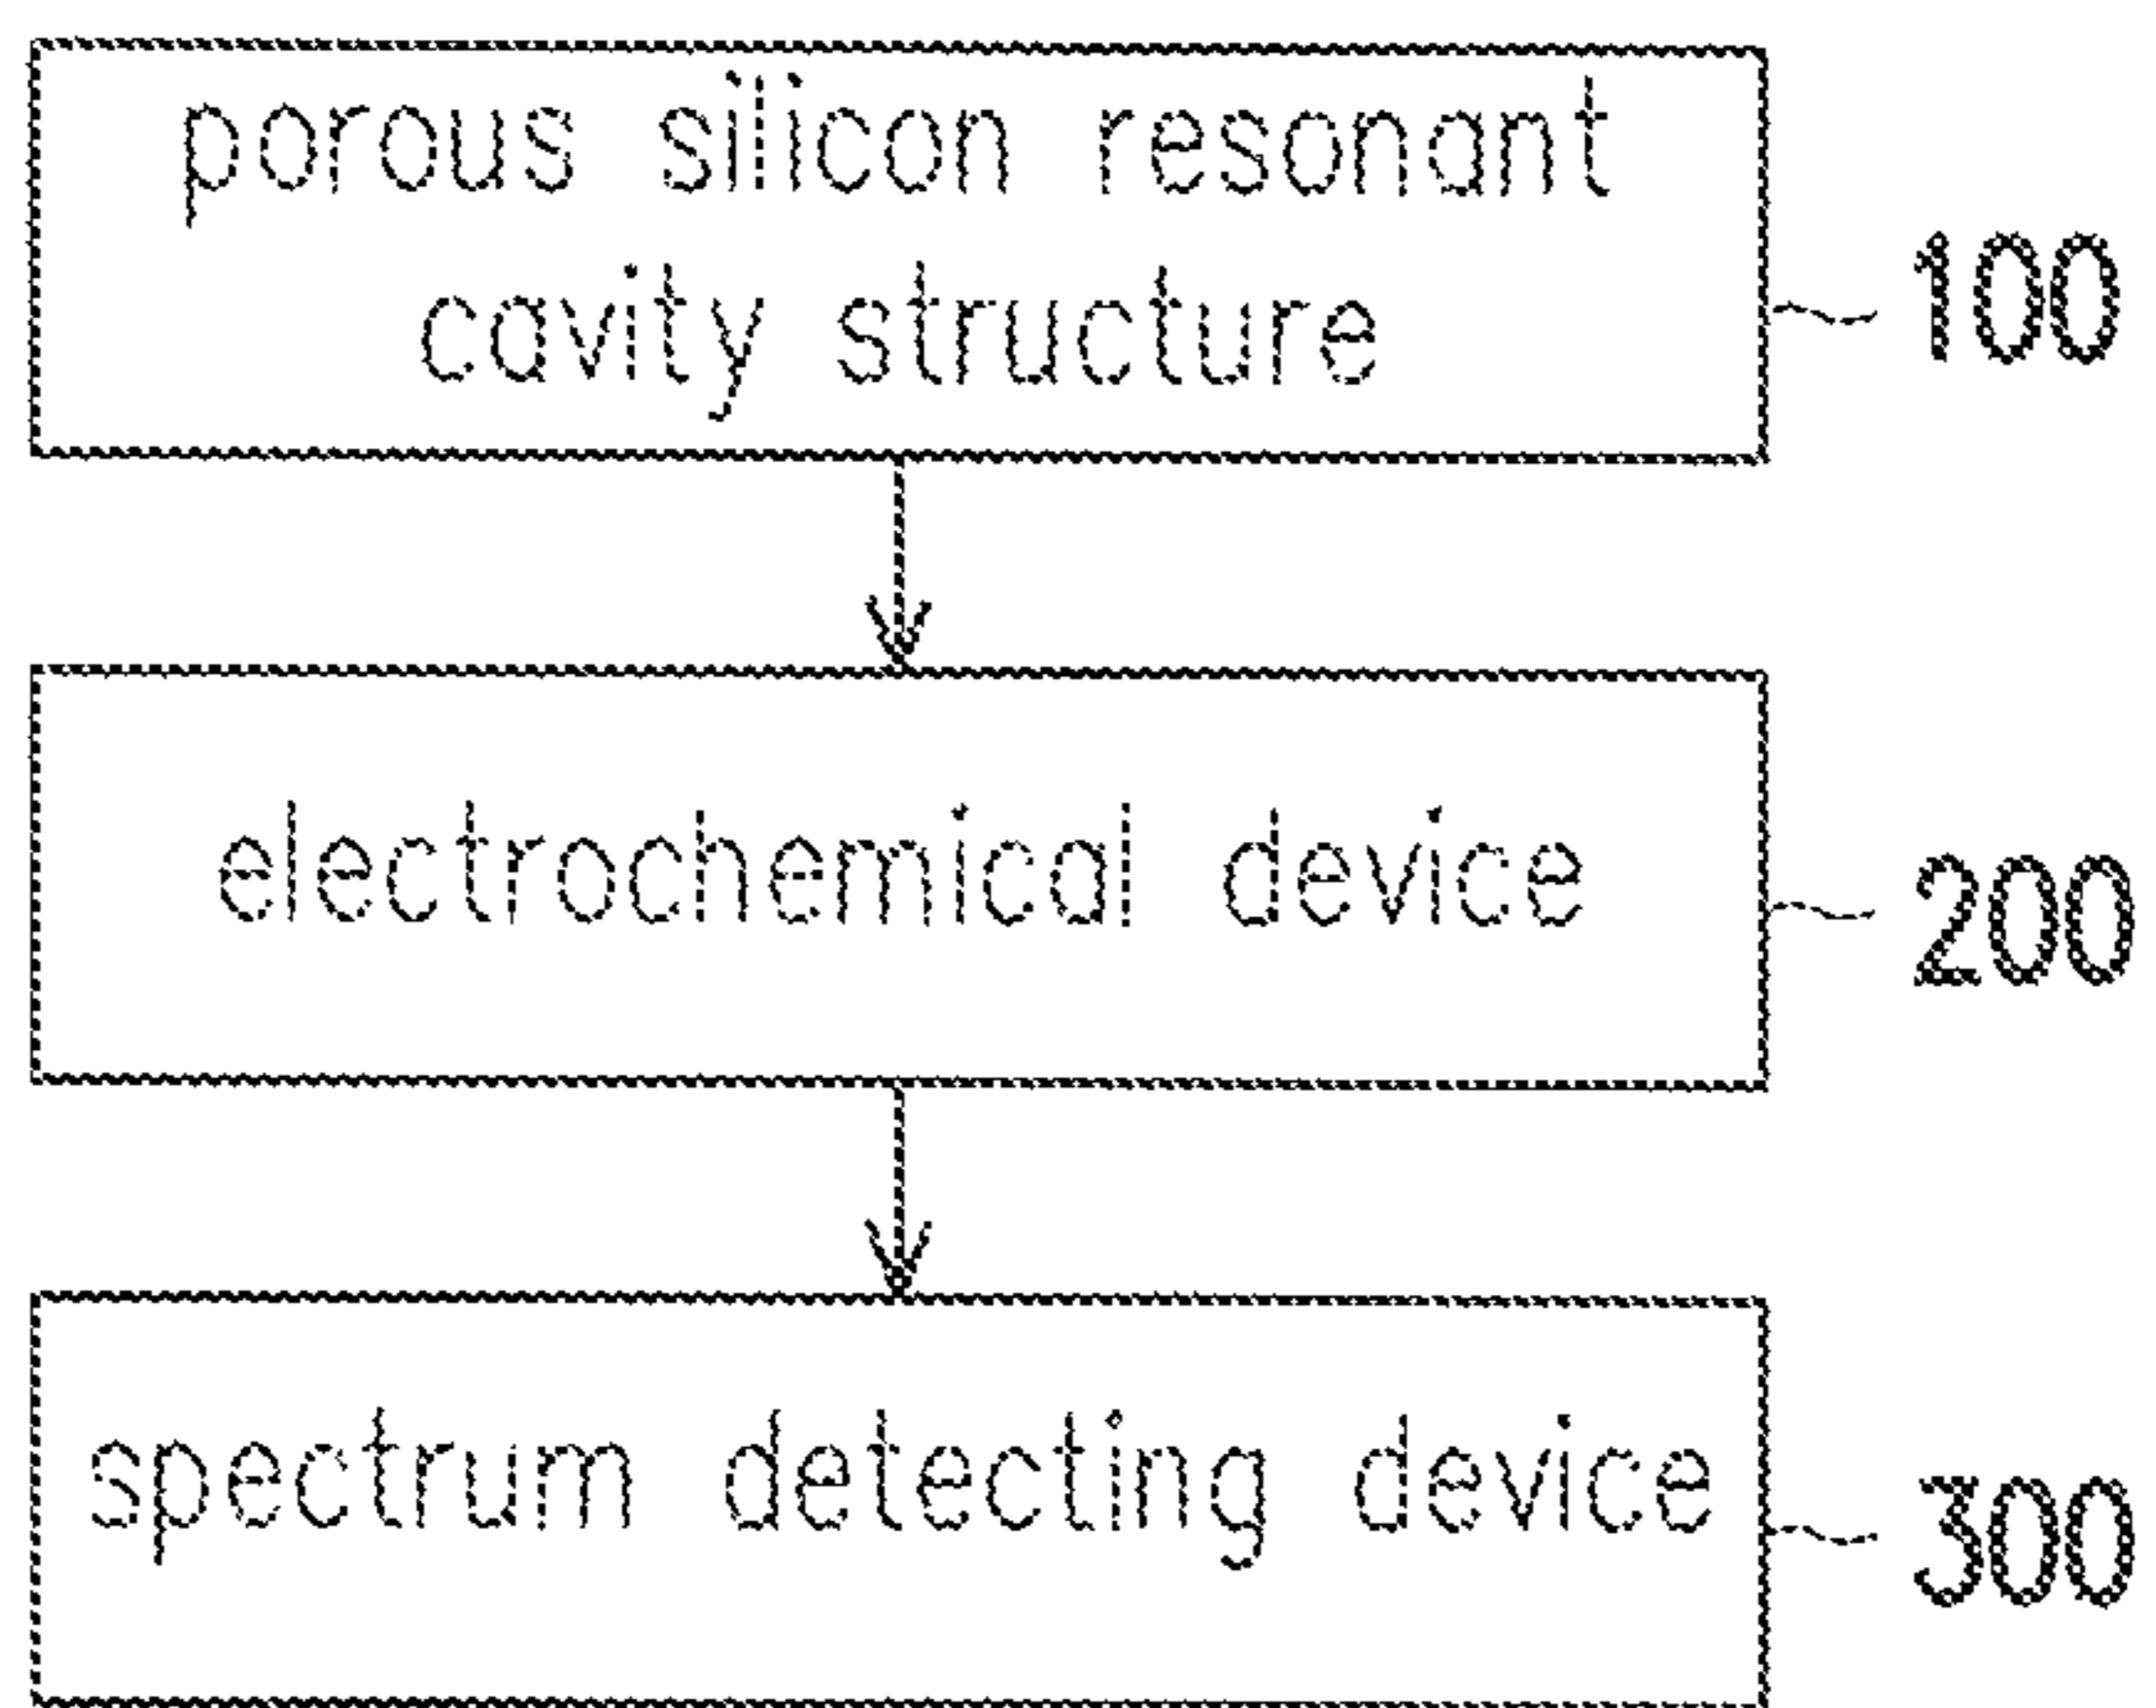 porous silicon resonant
cavity structure
100
electrochemical device
200
spectrum detecting device
300